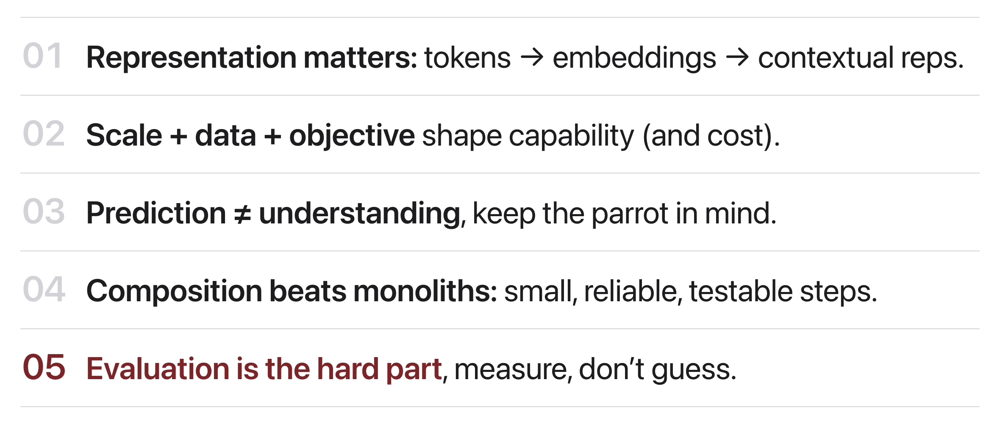 01 Representation matters: tokens → embeddings → contextual reps.
02 Scale + data + objective shape capability (and cost).
03 Prediction ≠ understanding, keep the parrot in mind.
04 Composition beats monoliths: small, reliable, testable steps.
05 Evaluation is the hard part, measure, don’t guess.